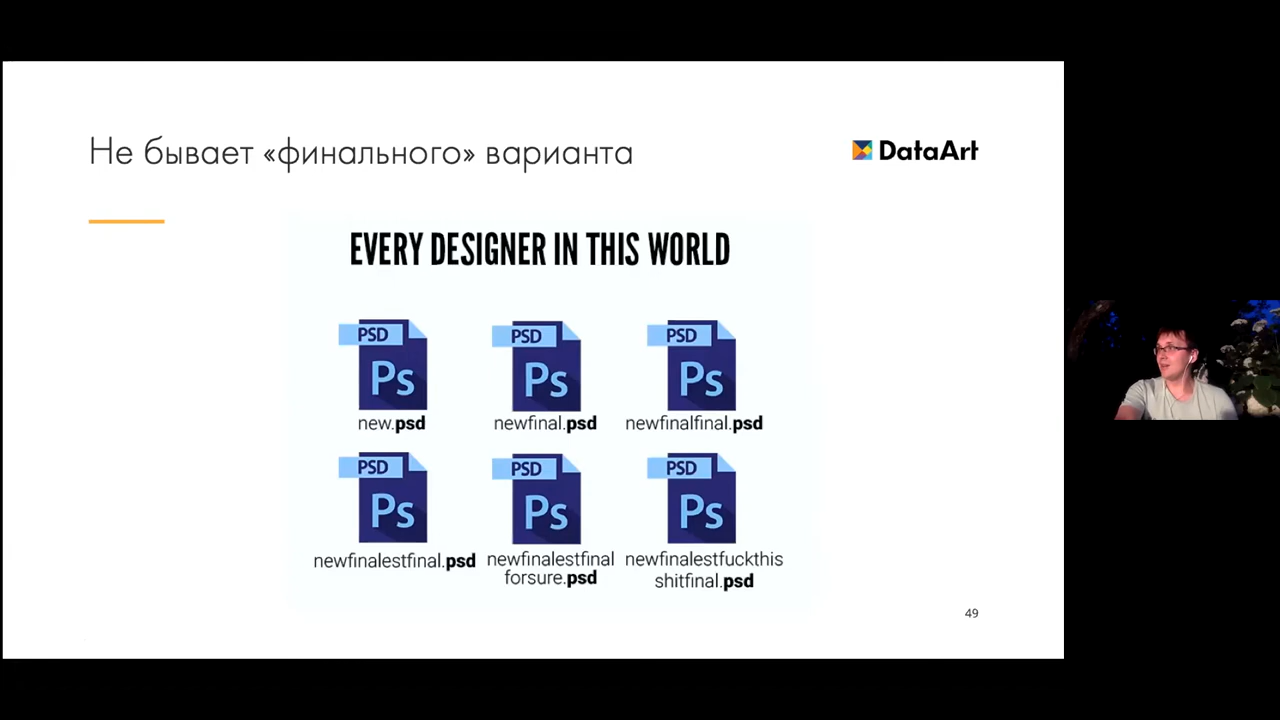 Не бывает «финального» варианта
DataArt
EVERY DESIGNER IN THIS WORLD
PSD PSD PSD
Ps Ps Ps
new.psd newfinal.psd newfinalfinal.psd
PSD PSD PSD
Ps Ps Ps
newfinalestfinal.psd newfinalestfinal newfinalestfuckthis
forsure.psd shitfinal.psd
49